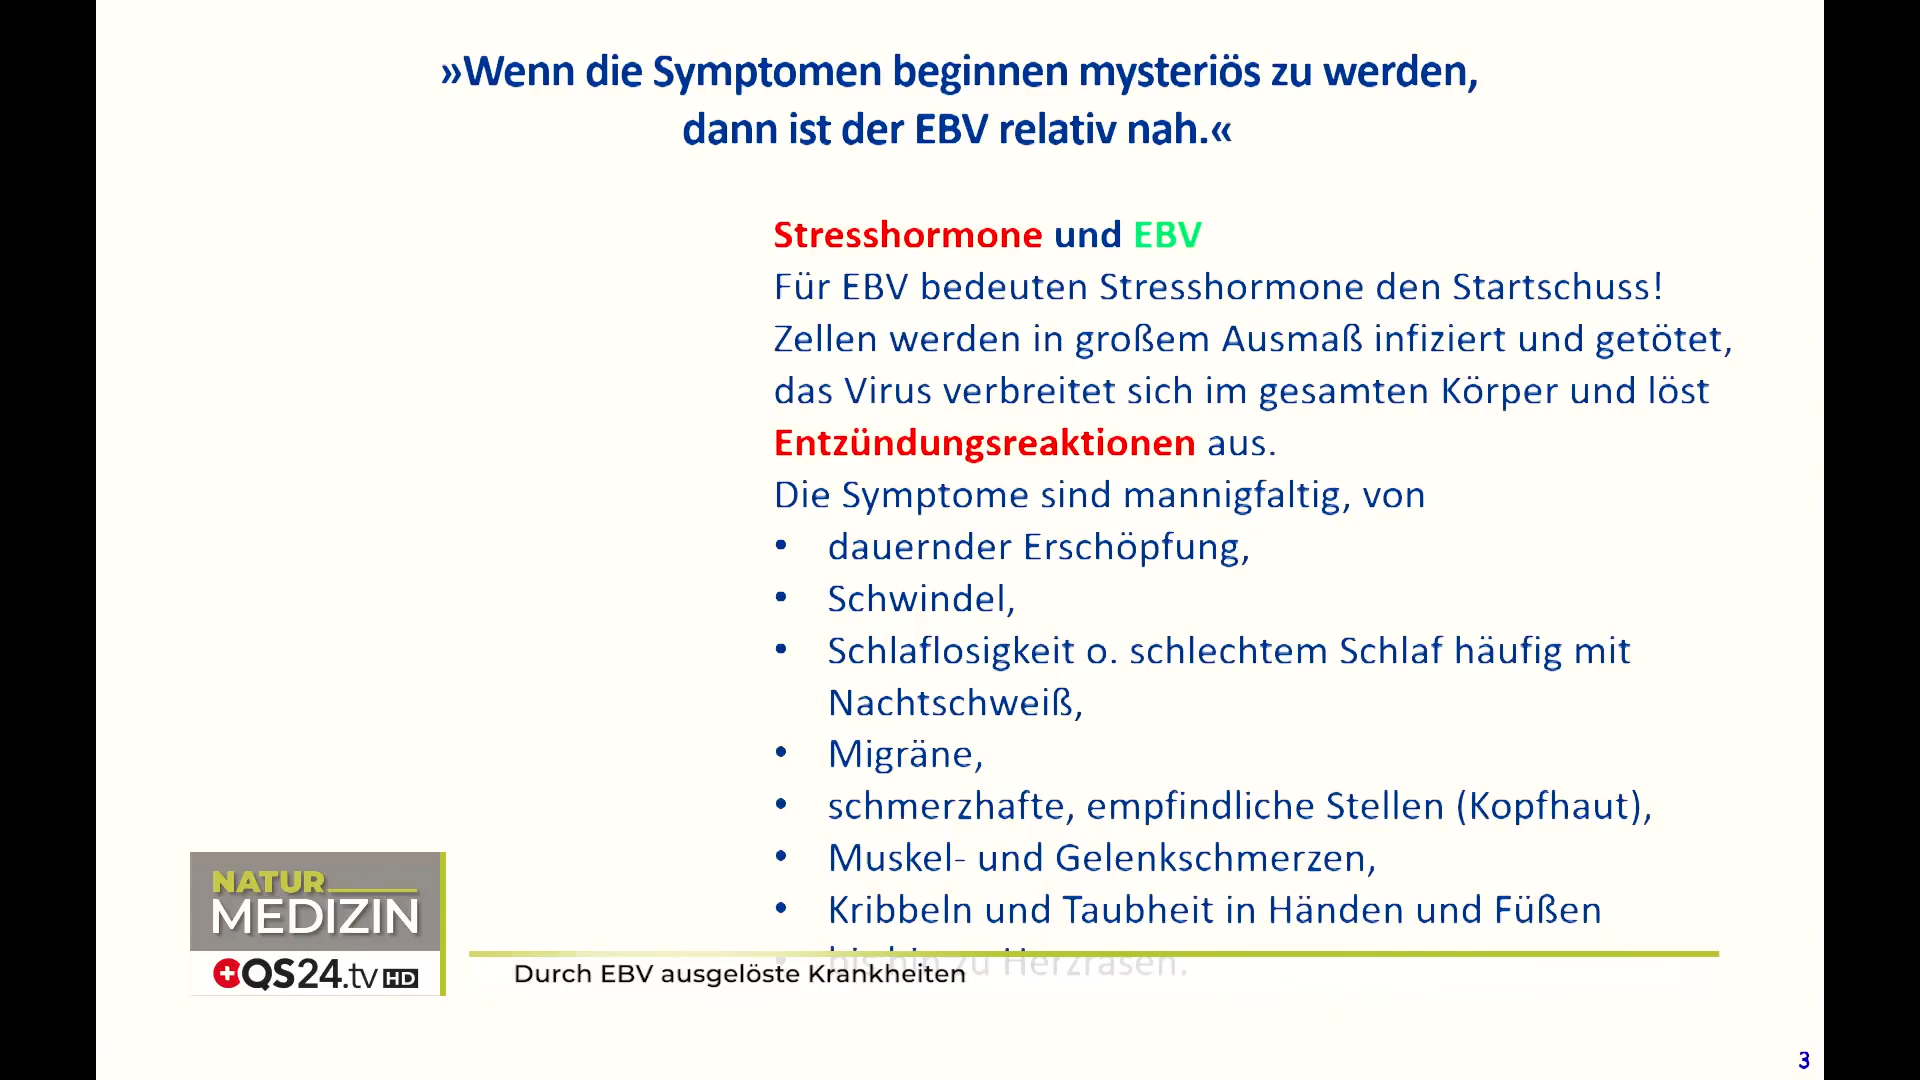 »Wenn die Symptomen beginnen mysteriös zu werden,
dann ist der EBV relativ nah.«
Stresshormone und EBV
Für EBV bedeuten Stresshormone den Startschuss!
Zellen werden in großem Ausmaß infiziert und getötet,
das Virus verbreitet sich im gesamten Körper und löst
Entzündungsreaktionen aus.
Die Symptome sind mannigfaltig, von
• dauernder Erschöpfung,
• Schwindel,
• Schlaflosigkeit o. schlechtem Schlaf häufig mit
Nachtschweiß,
• Migräne,
• schmerzhafte, empfindliche Stellen (Kopfhaut),
• Muskel- und Gelenkschmerzen,
• Kribbeln und Taubheit in Händen und Füßen
• bis hin zu Herzrasen.
NATUR
MEDIZIN
QS24.tv HD
Durch EBV ausgelöste Krankheiten
3